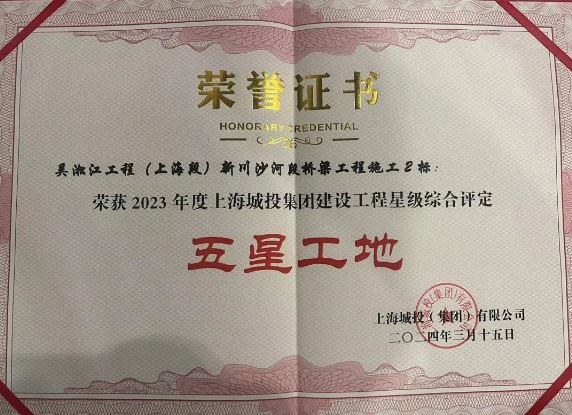 荣誉证书
HONORARY CREDENTIAL
吴淞江工程（上海段）新川沙河段桥梁工程施工2标：
荣获2023年度上海城投集团建设工程星级综合评定
五星工地
上海城投（集团）有限公司
二〇二四年三月十五日